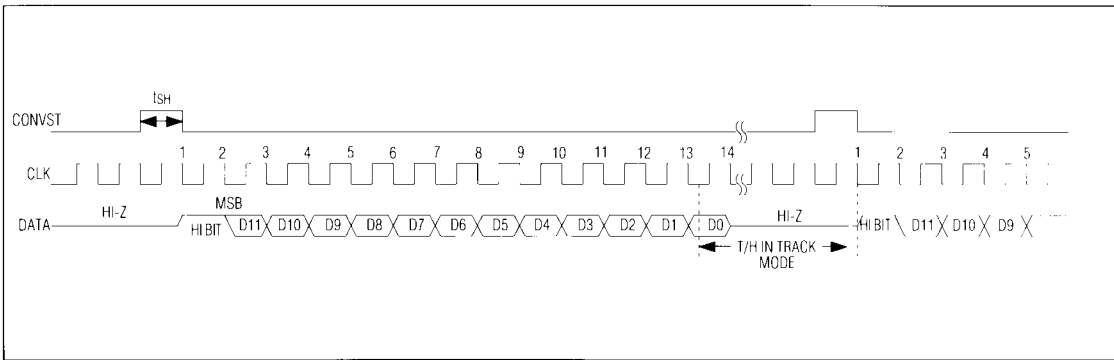 tSH
CONVST
1 2 3 4 5 6 7 8 9 10 11 12 13 14 1 2 3 4 5
CLK
MSB
HI-Z HI-Z
DATA HI BIT D11 D10 D9 D8 D7 D6 D5 D4 D3 D2 D1 D0 HI BIT D11 D10 D9
T/H IN TRACK
MODE